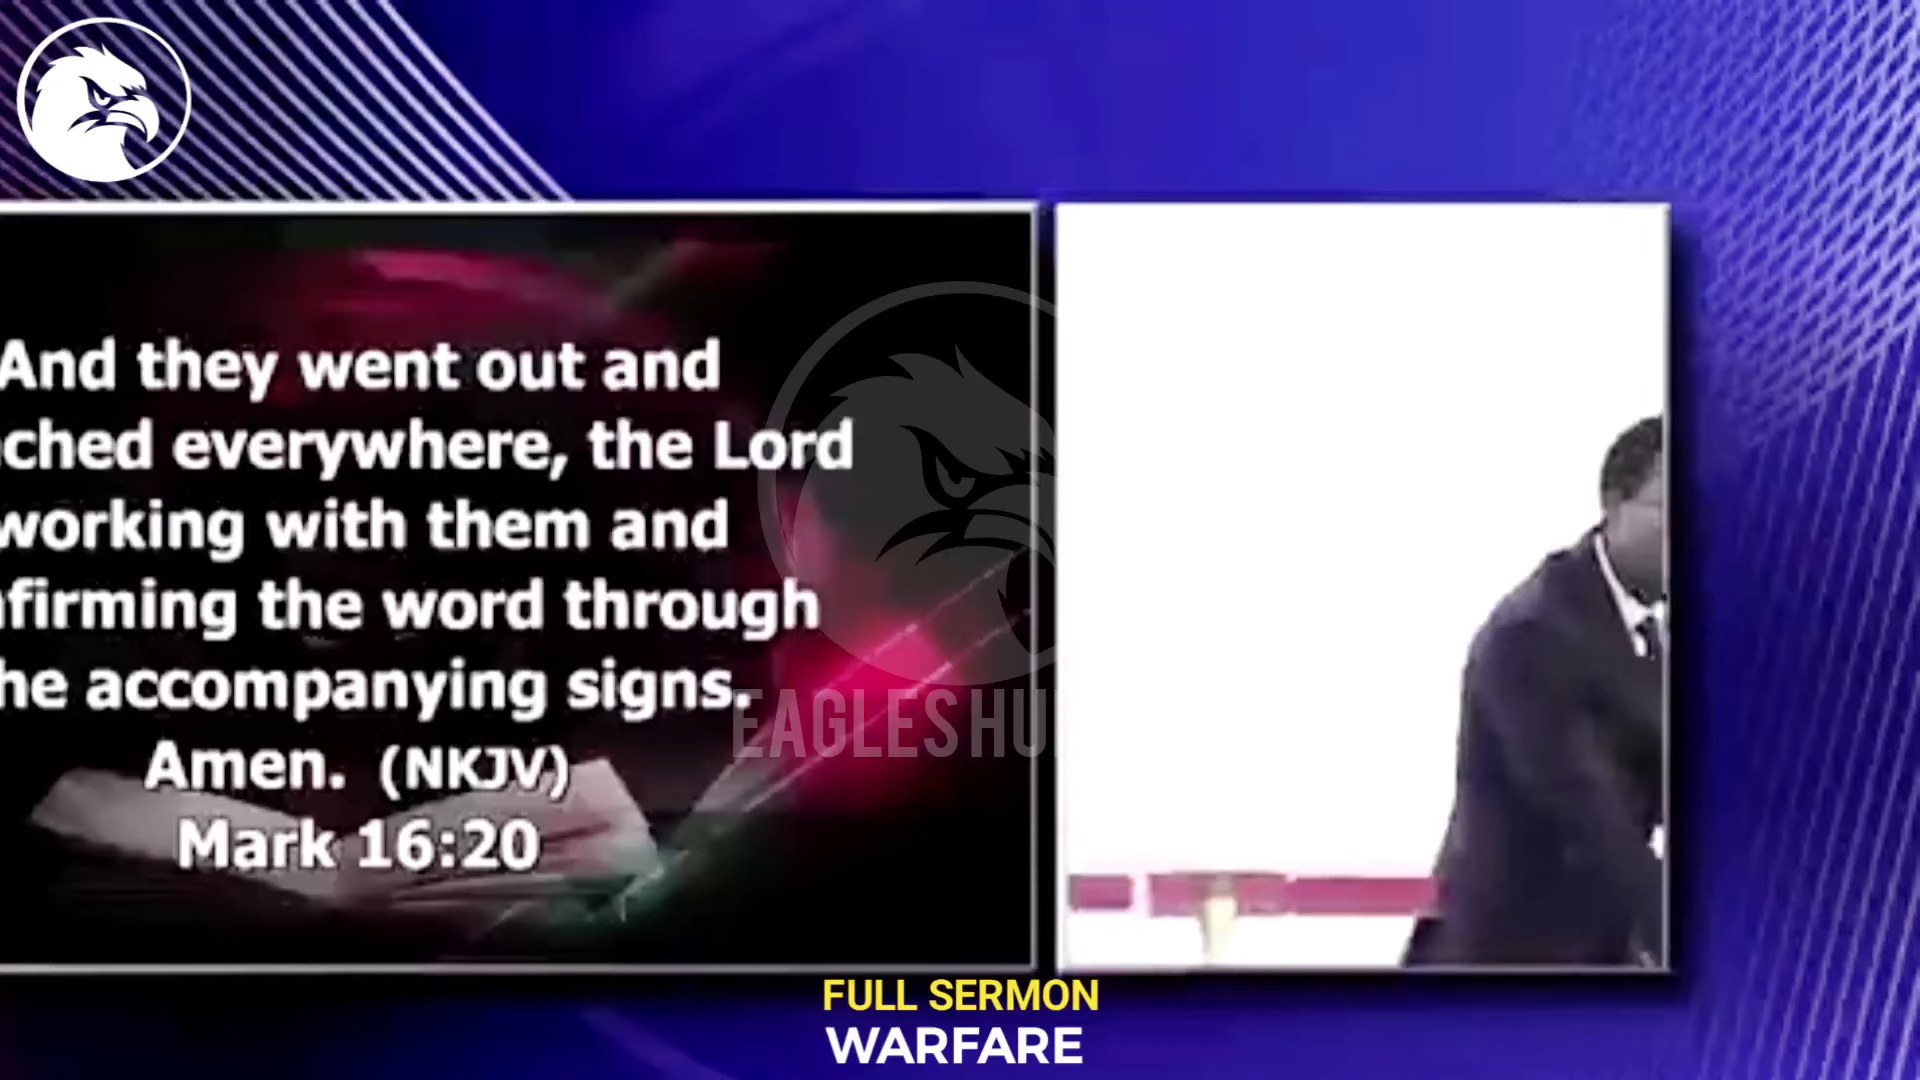 And they went out and
ched everywhere, the Lord
working with them and
firming the word through
he accompanying signs.
Amen. (NKJV)
Mark 16:20
EAGLES HU
FULL SERMON
WARFARE